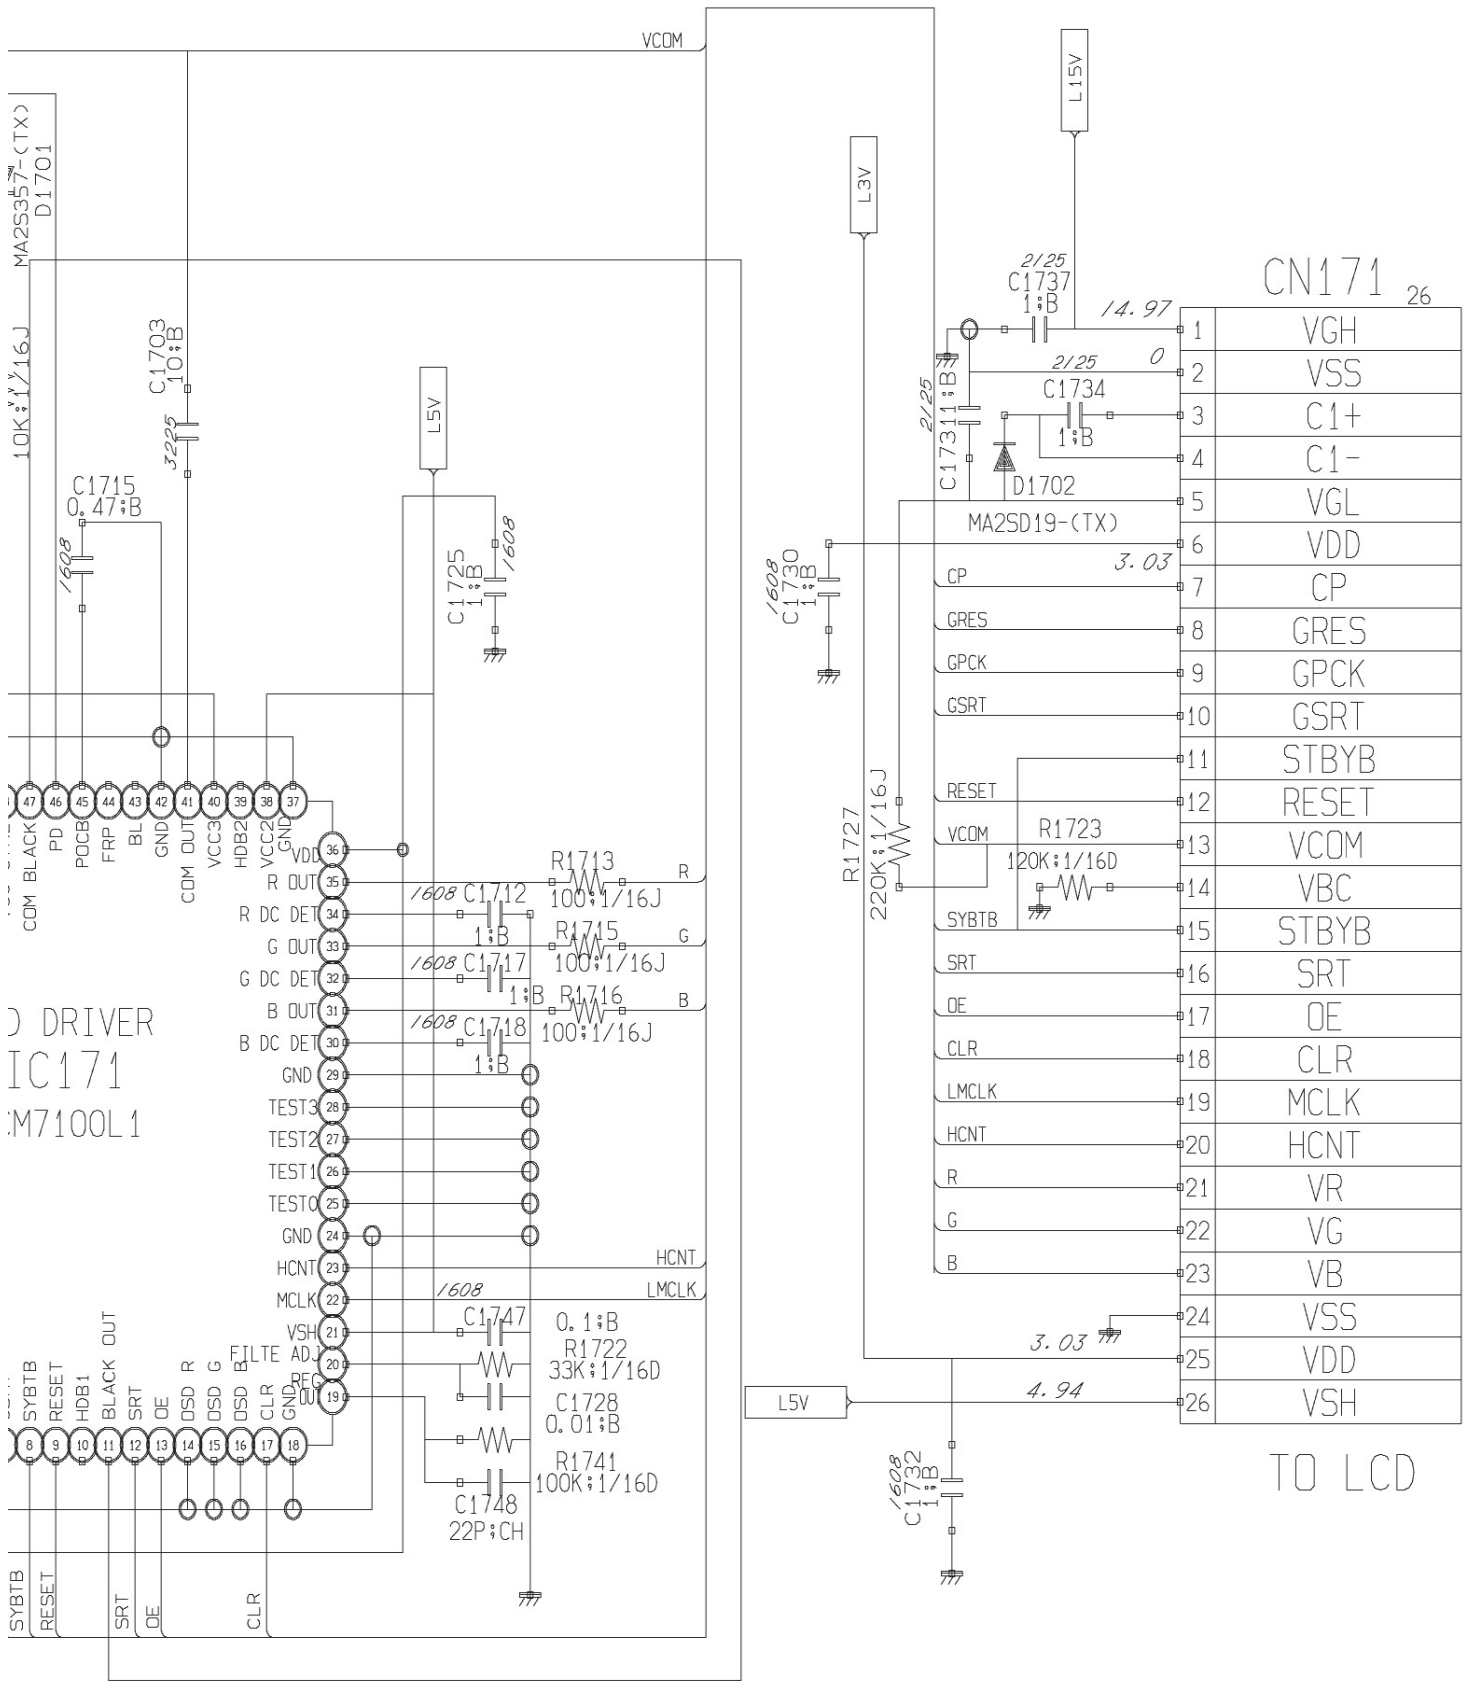 VCOM
L15V
MA2S357-(TX)
D1701
L3V
2/25
C1737
1;B
14.97
CN171
26
1 VGH
0
2 VSS
10K;1/16J
C1703
10;B
3225
L5V
2/25
C1731 1;B
2/25
C1734
1;B
3 C1+
4 C1-
D1702
MA2SD19-(TX)
5 VGL
C1715
0.47;B
1608
1608
C1725
1;B
1608
C1730
1;B
6 VDD
3.03
CP
7 CP
GRES
8 GRES
GPCK
9 GPCK
GSRT
10 GSRT
11 STBYB
RESET
12 RESET
VCOM
13 VCOM
R1727
220K;1/16J
R1723
120K;1/16D
14 VBC
SYBTB
15 STBYB
SRT
16 SRT
OE
17 OE
CLR
18 CLR
LMCLK
19 MCLK
HCNT
20 HCNT
R
21 VR
G
22 VG
B
23 VB
24 VSS
3.03
25 VDD
L5V
4.94
26 VSH
TO LCD
1608
C1732
1;B
47 46 45 44 43 42 41 40 39 38 37
COM BLACK
PD
POCB
FRP
BL
GND
COM OUT
VCC3
HDB2
VCC2
GND
VDD 36
R OUT 35
R1713
100;1/16J
R
R DC DET 34
1608 C1712
1;B
G OUT 33
R1715
100;1/16J
G
G DC DET 32
1608 C1717
1;B
B OUT 31
R1716
100;1/16J
B
B DC DET 30
1608 C1718
1;B
DRIVER
IC171
CM7100L1
GND 29
TEST3 28
TEST2 27
TEST1 26
TEST0 25
GND 24
HCNT 23
HCNT
MCLK 22
LMCLK
VSH 21
1608
C1747
0.1;B
FILTE ADJ 20
R1722
33K;1/16D
REG OUT 19
C1728
0.01;B
R1741
100K;1/16D
C1748
22P;CH
SYBTB
RESET
HDB1
BLACK OUT
SRT
OE
OSD R
OSD G
OSD B
CLR
GND
8 9 10 11 12 13 14 15 16 17 18
SYBTB
RESET
SRT
OE
CLR